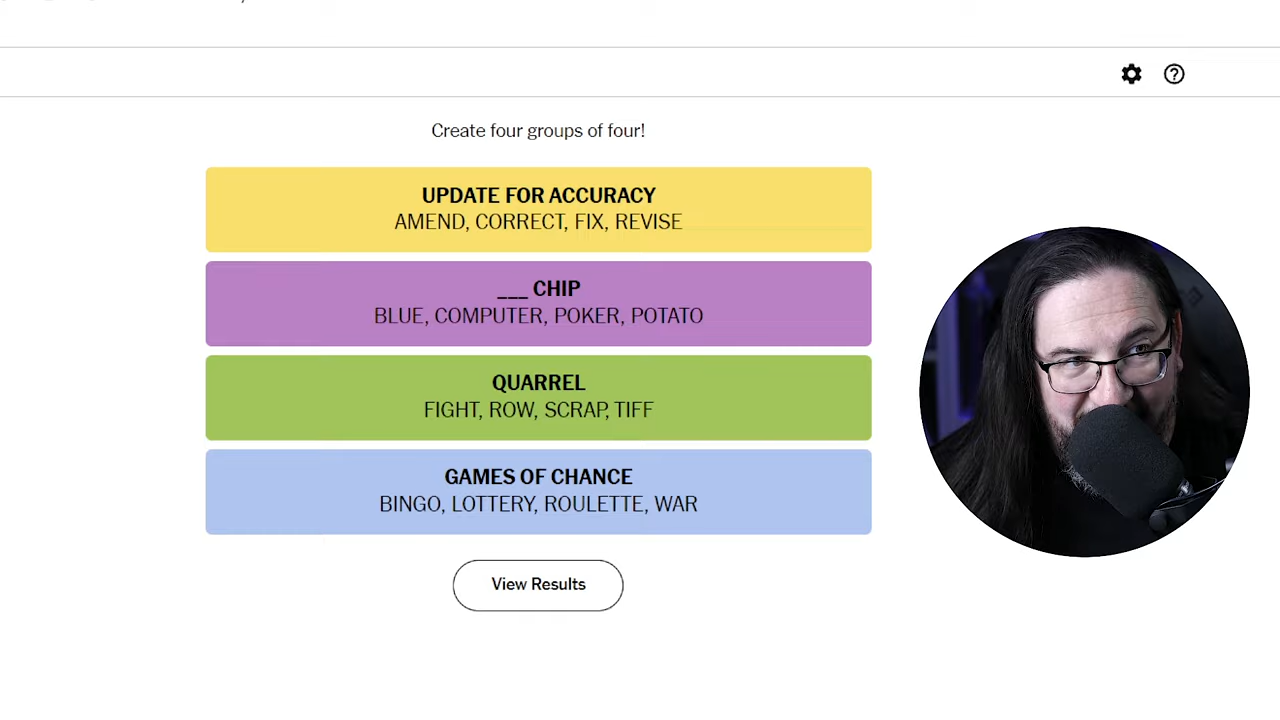 Create four groups of four!
UPDATE FOR ACCURACY
AMEND, CORRECT, FIX, REVISE
___ CHIP
BLUE, COMPUTER, POKER, POTATO
QUARREL
FIGHT, ROW, SCRAP, TIFF
GAMES OF CHANCE
BINGO, LOTTERY, ROULETTE, WAR
View Results